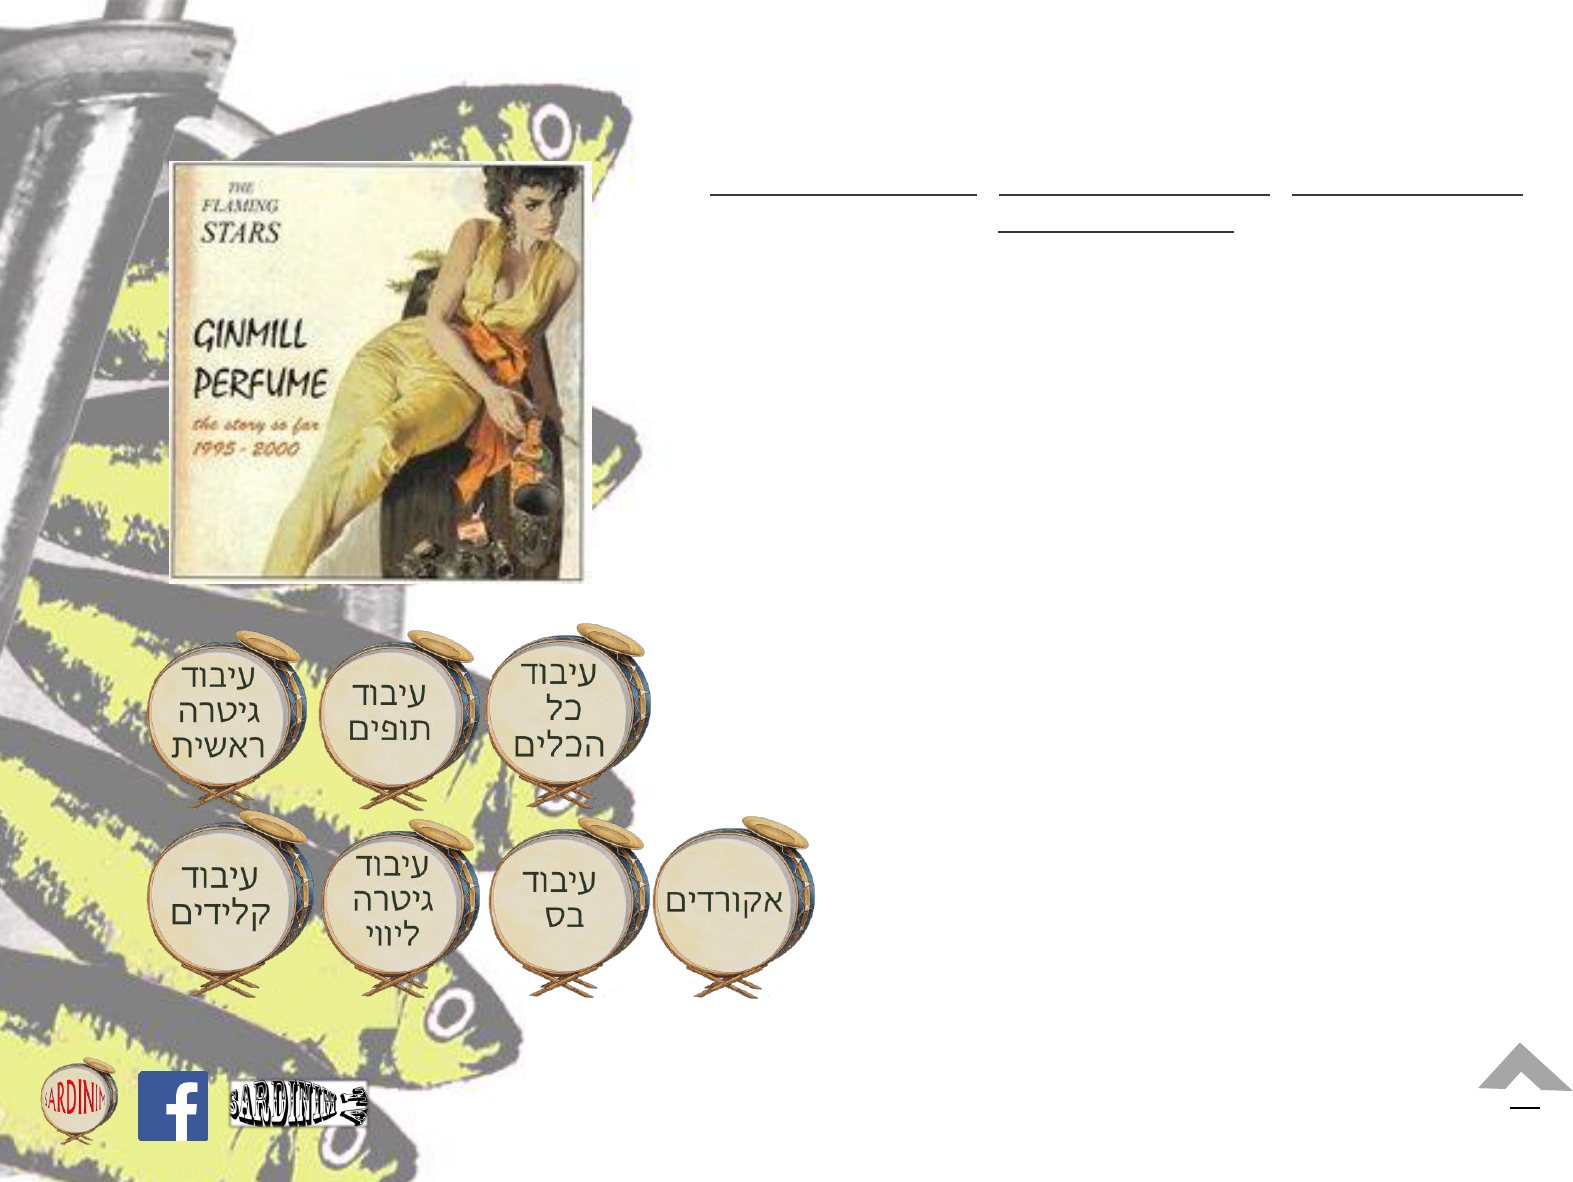 THE
FLAMING
STARS
GINMILL
PERFUME
the story so far
1995 - 2000
עיבוד
גיטרה
ראשית
עיבוד
תופים
עיבוד
כל
הכלים
עיבוד
קלידים
עיבוד
גיטרה
ליווי
עיבוד
בס
אקורדים
SARDINIM
f
SARDINIM